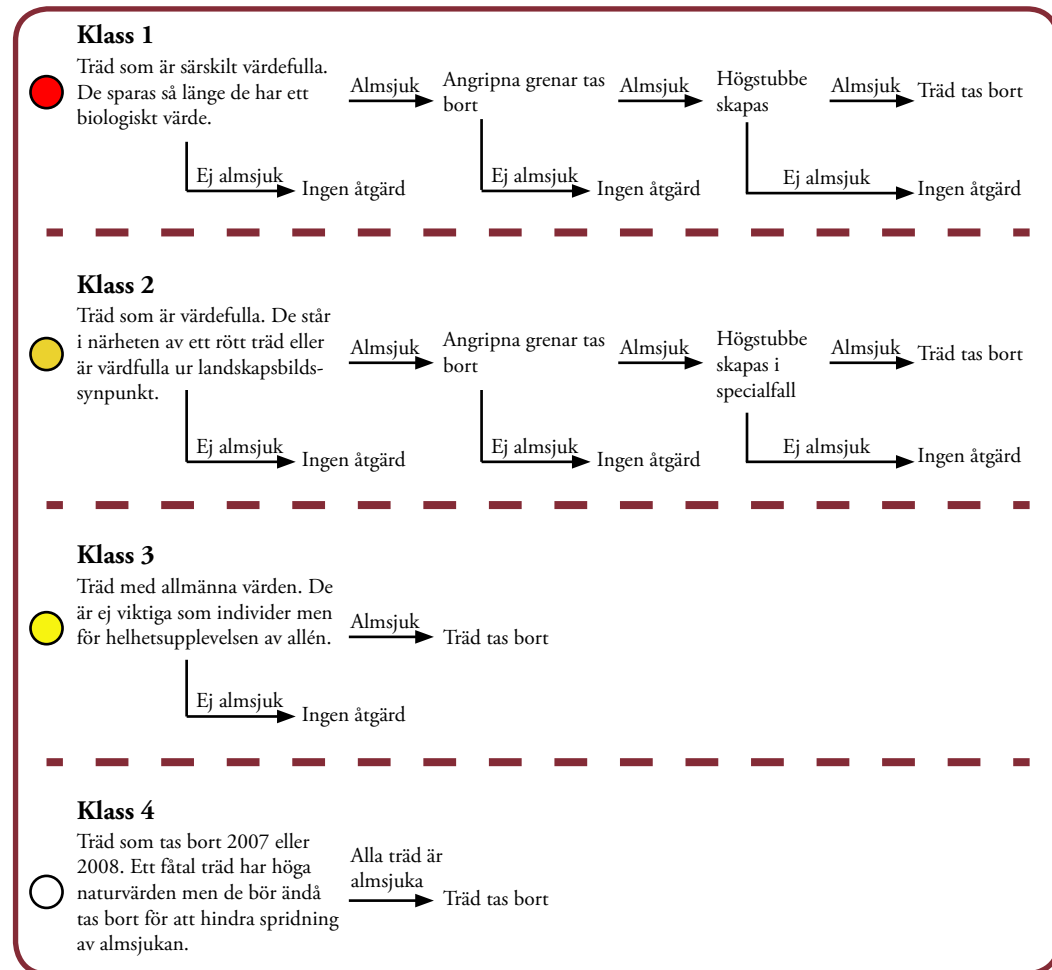 Klass 1
Träd som är särskilt värdefulla.
De sparas så länge de har ett
biologiskt värde.
Almsjuk
Angripna grenar tas
bort
Almsjuk
Högstubbe
skapas
Almsjuk
Träd tas bort
Ej almsjuk
Ingen åtgärd
Ej almsjuk
Ingen åtgärd
Ej almsjuk
Ingen åtgärd
Klass 2
Träd som är värdefulla. De står
i närheten av ett rött träd eller
är värdfulla ur landskapsbilds-
synpunkt.
Almsjuk
Angripna grenar tas
bort
Almsjuk
Högstubbe
skapas i
specialfall
Almsjuk
Träd tas bort
Ej almsjuk
Ingen åtgärd
Ej almsjuk
Ingen åtgärd
Ej almsjuk
Ingen åtgärd
Klass 3
Träd med allmänna värden. De
är ej viktiga som individer men
för helhetsupplevelsen av allén.
Almsjuk
Träd tas bort
Ej almsjuk
Ingen åtgärd
Klass 4
Träd som tas bort 2007 eller
2008. Ett fåtal träd har höga
naturvärden men de bör ändå
tas bort för att hindra spridning
av almsjukan.
Alla träd är
almsjuka
Träd tas bort